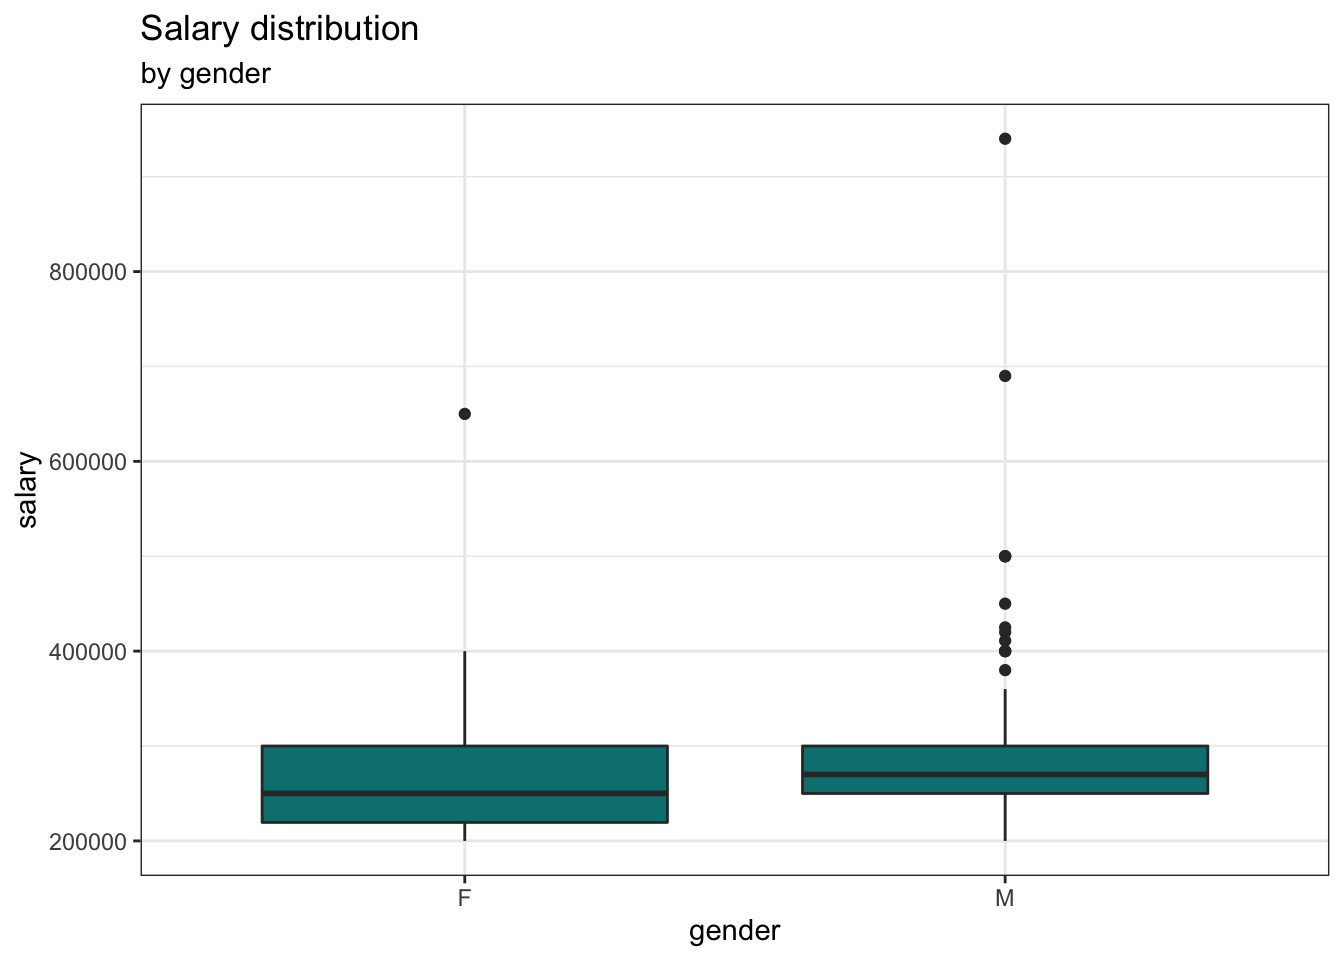 Salary distribution
by gender
800000
600000
400000
200000
salary
F
M
gender